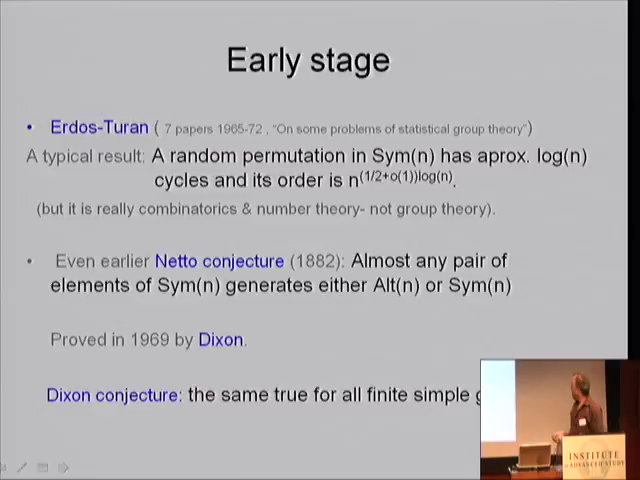 Early stage
• Erdos-Turan ( 7 papers 1965-72 , "On some problems of statistical group theory")
A typical result: A random permutation in Sym(n) has aprox. log(n)
cycles and its order is n^(1/2+o(1))log(n).
(but it is really combinatorics & number theory- not group theory).
• Even earlier Netto conjecture (1882): Almost any pair of
elements of Sym(n) generates either Alt(n) or Sym(n)
Proved in 1969 by Dixon.
Dixon conjecture: the same true for all finite simple
INSTITUTE
ADVANCED STUDY